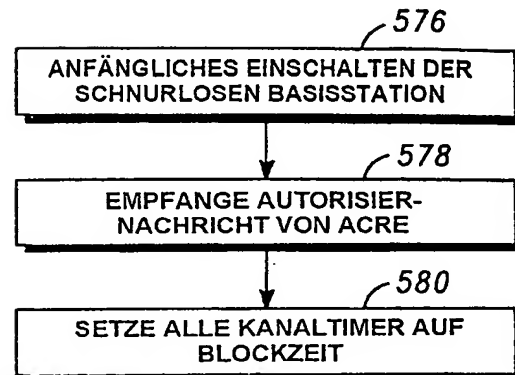 576
ANFÄNGLICHES EINSCHALTEN DER
SCHNURLOSEN BASISSTATION
578
EMPFANGE AUTORISIER-
NACHRICHT VON ACRE
580
SETZE ALLE KANALTIMER AUF
BLOCKZEIT